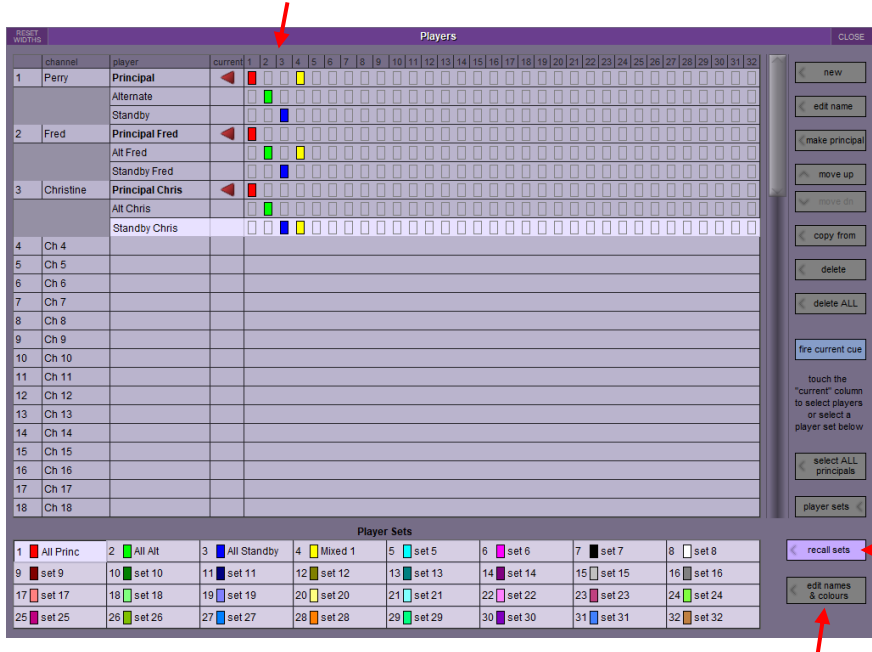 RESET WIDTHS Players CLOSE
channel player current 1 2 3 4 5 6 7 8 9 10 11 12 13 14 15 16 17 18 19 20 21 22 23 24 25 26 27 28 29 30 31 32
1 Perry Principal
Alternate
Standby
2 Fred Principal Fred
Alt Fred
Standby Fred
3 Christine Principal Chris
Alt Chris
Standby Chris
4 Ch 4
5 Ch 5
6 Ch 6
7 Ch 7
8 Ch 8
9 Ch 9
10 Ch 10
11 Ch 11
12 Ch 12
13 Ch 13
14 Ch 14
15 Ch 15
16 Ch 16
17 Ch 17
18 Ch 18
new
edit name
make principal
move up
move dn
copy from
delete
delete ALL
fire current cue
touch the
"current" column
to select players
or select a
player set below
select ALL
principals
player sets
Player Sets
1 All Princ 2 All Alt 3 All Standby 4 Mixed 1 5 set 5 6 set 6 7 set 7 8 set 8
9 set 9 10 set 10 11 set 11 12 set 12 13 set 13 14 set 14 15 set 15 16 set 16
17 set 17 18 set 18 19 set 19 20 set 20 21 set 21 22 set 22 23 set 23 24 set 24
25 set 25 26 set 26 27 set 27 28 set 28 29 set 29 30 set 30 31 set 31 32 set 32
recall sets
edit names
& colours